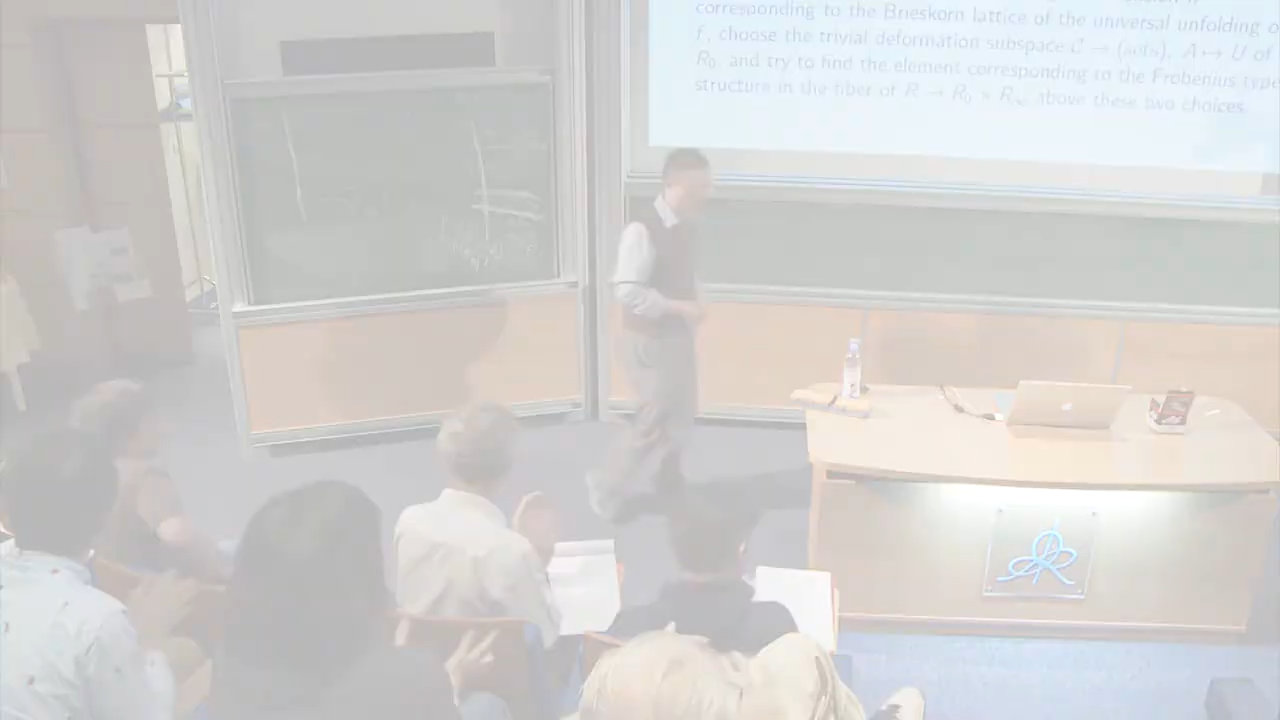 corresponding to the Brieskorn lattice of the universal unfolding o
f, choose the trivial deformation subspace C → (acts), A ↦ U of
R₀, and try to find the element corresponding to the Frobenius type
structure in the fiber of R → R₀ × R∞ above these two choices.